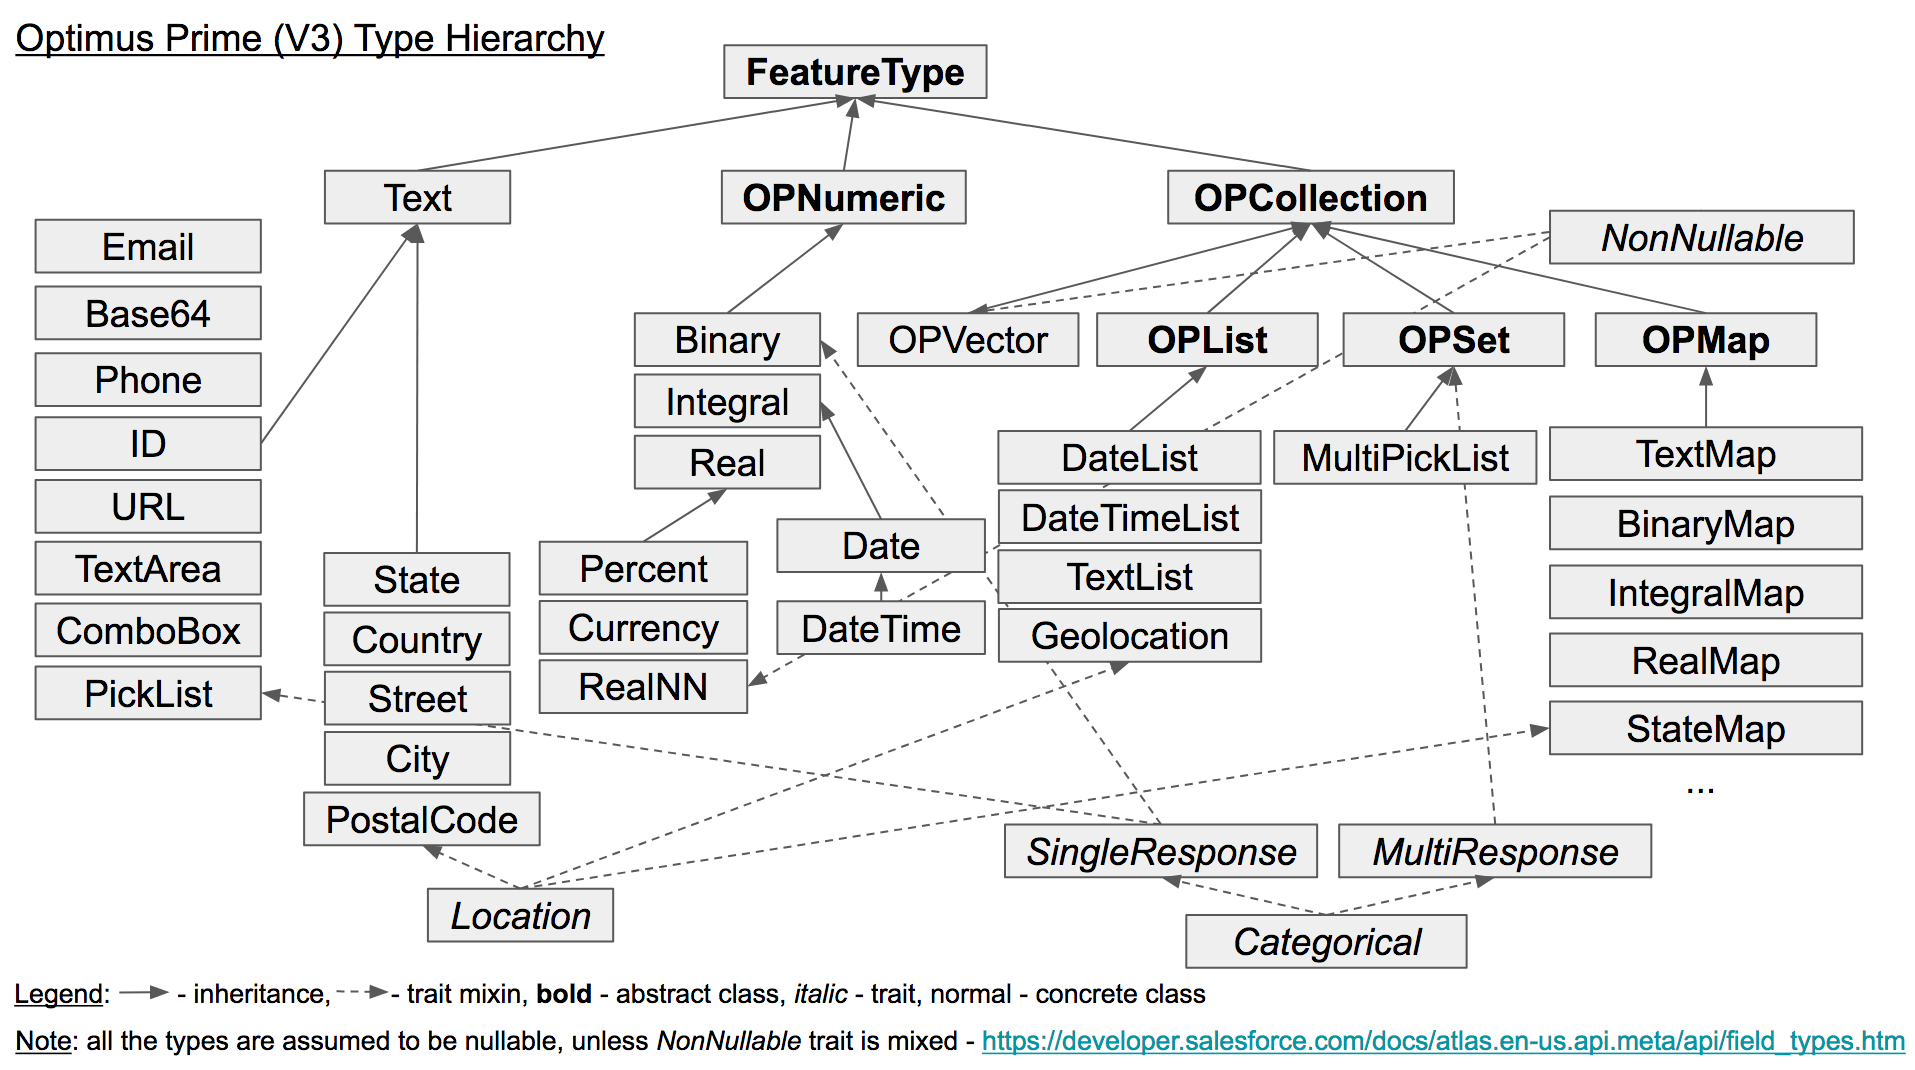 Optimus Prime (V3) Type Hierarchy
FeatureType
Text
OPNumeric
OPCollection
NonNullable
Email
Base64
Phone
ID
URL
TextArea
ComboBox
PickList
State
Country
Street
City
PostalCode
Location
Binary
Integral
Real
Percent
Currency
RealNN
Date
DateTime
OPVector
OPList
OPSet
OPMap
DateList
DateTimeList
TextList
Geolocation
MultiPickList
TextMap
BinaryMap
IntegralMap
RealMap
StateMap
...
SingleResponse
MultiResponse
Categorical
Legend: - inheritance, - trait mixin, bold - abstract class, italic - trait, normal - concrete class
Note: all the types are assumed to be nullable, unless NonNullable trait is mixed - https://developer.salesforce.com/docs/atlas.en-us.api.meta/api/field_types.htm